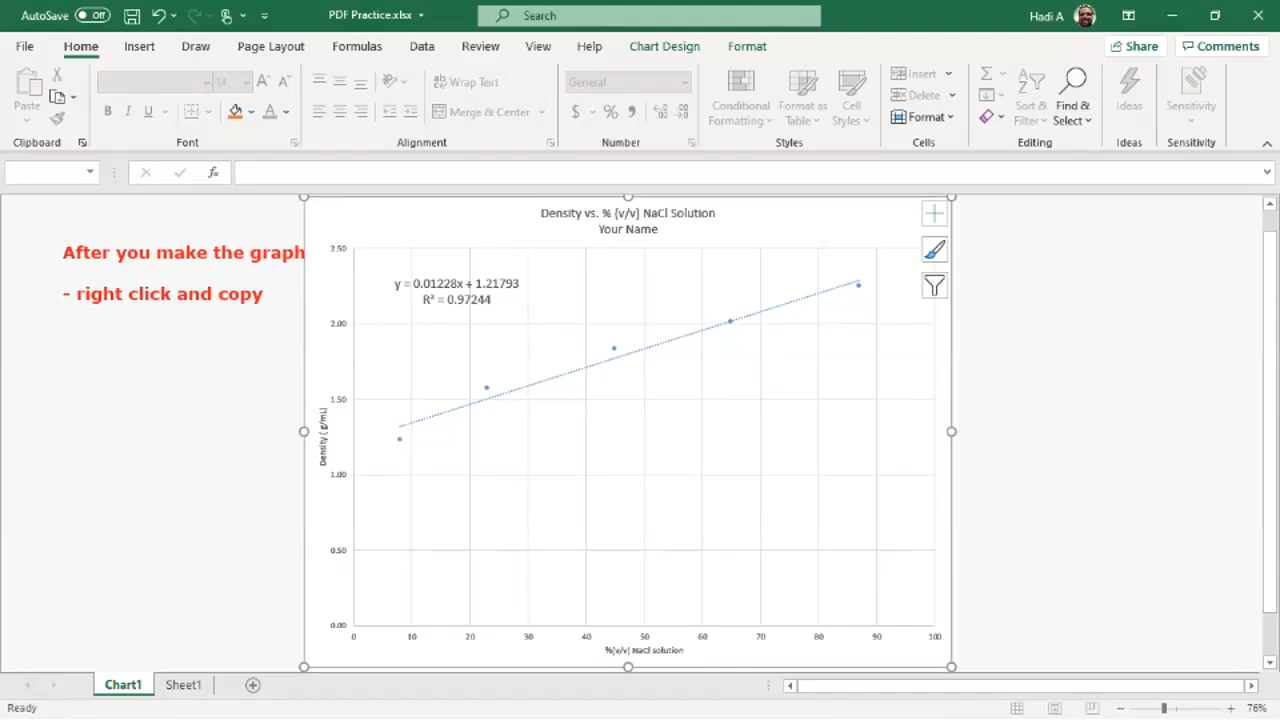 AutoSave Off PDF Practice.xlsx Search Hadi A
File Home Insert Draw Page Layout Formulas Data Review View Help Chart Design Format Share Comments
Paste
14 A A
Wrap Text
General
Conditional Formatting
Format as Table
Cell Styles
Insert
Delete
Format
Sort & Filter
Find & Select
Ideas
Sensitivity
B I U A
Merge & Center
$ % ,
Clipboard Font Alignment Number Styles Cells Editing Ideas Sensitivity
fx
After you make the graph
- right click and copy
Density vs. % (v/v) NaCl Solution
Your Name
y = 0.01228x + 1.21793
R² = 0.97244
2.50
2.00
1.50
1.00
0.50
0.00
Density ( g/mL)
0 10 20 30 40 50 60 70 80 90 100
%(v/v) NaCl solution
Chart1 Sheet1
Ready 76%